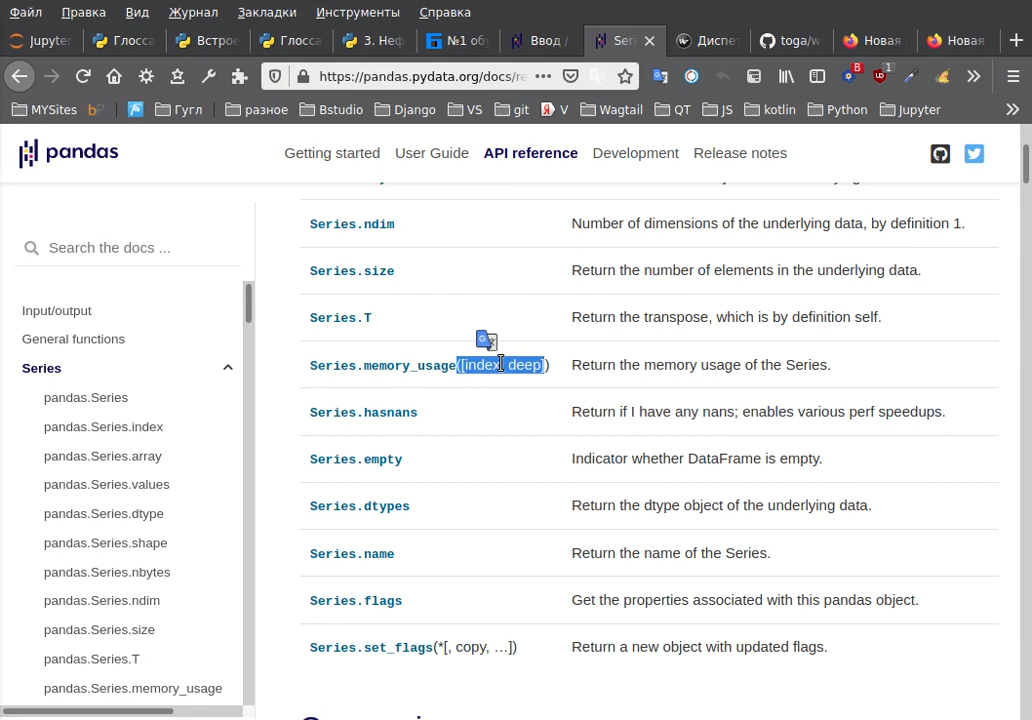 Файл Правка Вид Журнал Закладки Инструменты Справка
Jupyter Глосса Встрое Глосса 3. Неф №1 об Ввод / Seri Диспет toga/w Новая Новая
https://pandas.pydata.org/docs/re
MYSites bP Гугл разное Bstudio Django VS git V Wagtail QT JS kotlin Python Jupyter
pandas Getting started User Guide API reference Development Release notes
Search the docs ...
Input/output
General functions
Series
pandas.Series
pandas.Series.index
pandas.Series.array
pandas.Series.values
pandas.Series.dtype
pandas.Series.shape
pandas.Series.nbytes
pandas.Series.ndim
pandas.Series.size
pandas.Series.T
pandas.Series.memory_usage
Series.ndim Number of dimensions of the underlying data, by definition 1.
Series.size Return the number of elements in the underlying data.
Series.T Return the transpose, which is by definition self.
Series.memory_usage([index, deep]) Return the memory usage of the Series.
Series.hasnans Return if I have any nans; enables various perf speedups.
Series.empty Indicator whether DataFrame is empty.
Series.dtypes Return the dtype object of the underlying data.
Series.name Return the name of the Series.
Series.flags Get the properties associated with this pandas object.
Series.set_flags(*[, copy, …]) Return a new object with updated flags.